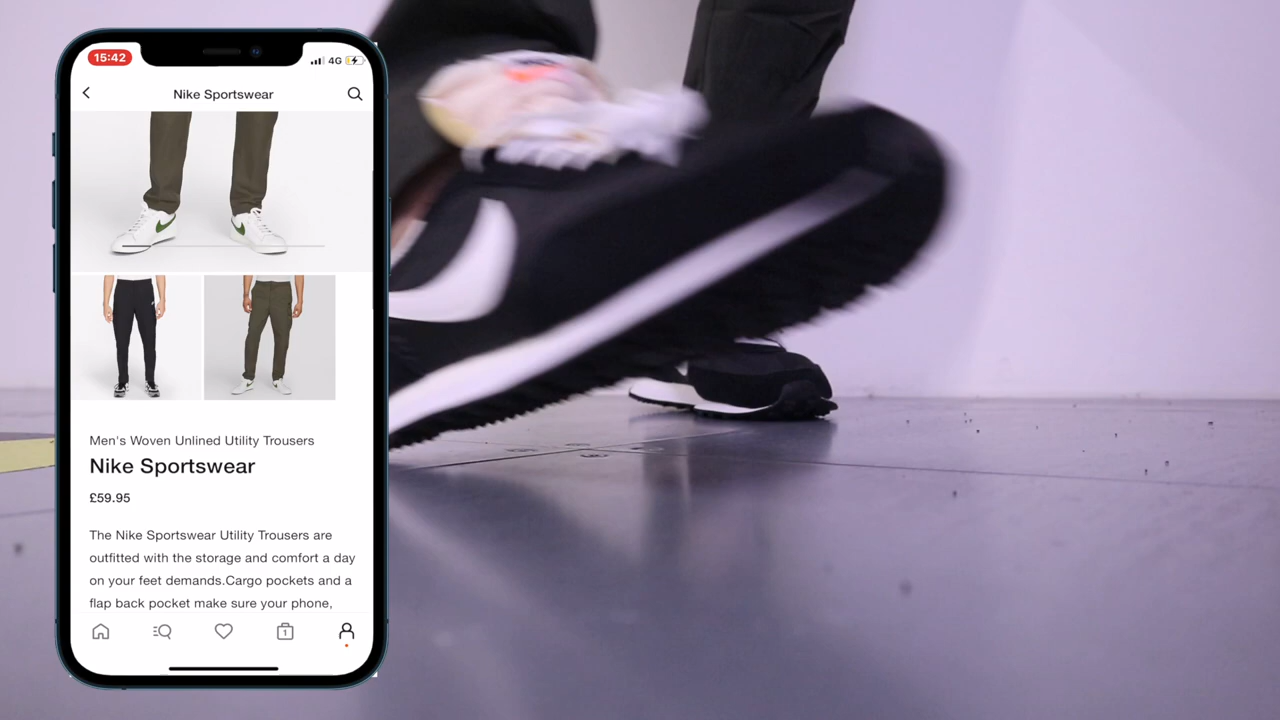 15:42
4G
Nike Sportswear
Men's Woven Unlined Utility Trousers
Nike Sportswear
£59.95
The Nike Sportswear Utility Trousers are
outfitted with the storage and comfort a day
on your feet demands.Cargo pockets and a
flap back pocket make sure your phone,
1